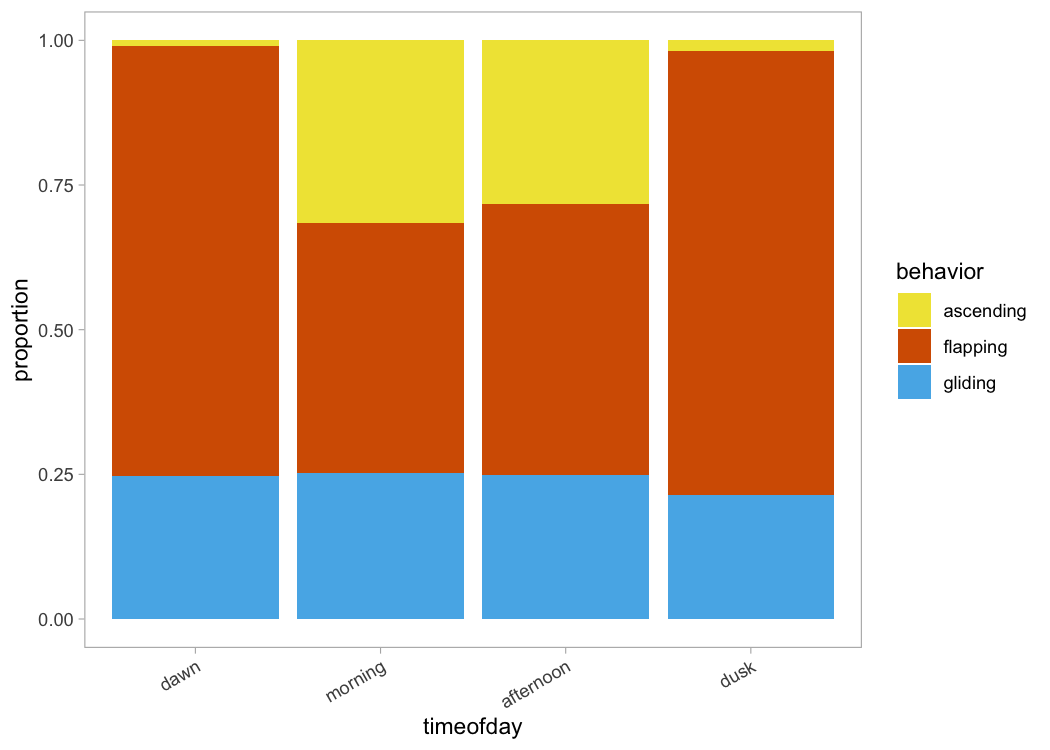 1.00
0.75
0.50
0.25
0.00
proportion
dawn
morning
afternoon
dusk
timeofday
behavior
ascending
flapping
gliding